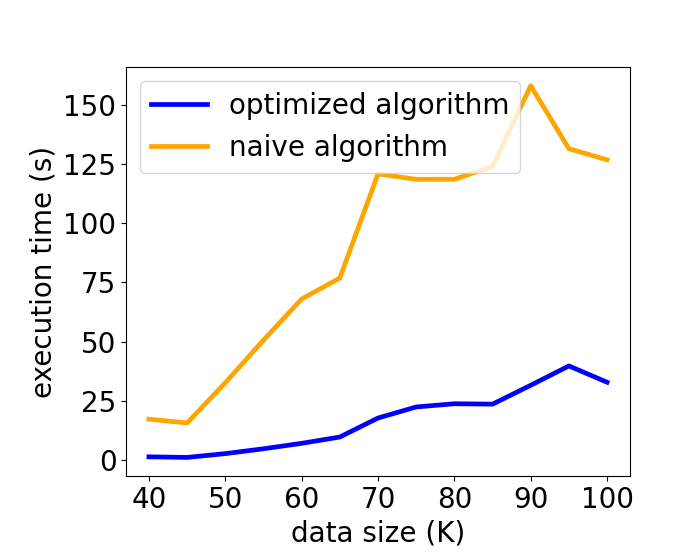 optimized algorithm
naive algorithm
execution time (s)
150
125
100
75
50
25
0
40 50 60 70 80 90 100
data size (K)